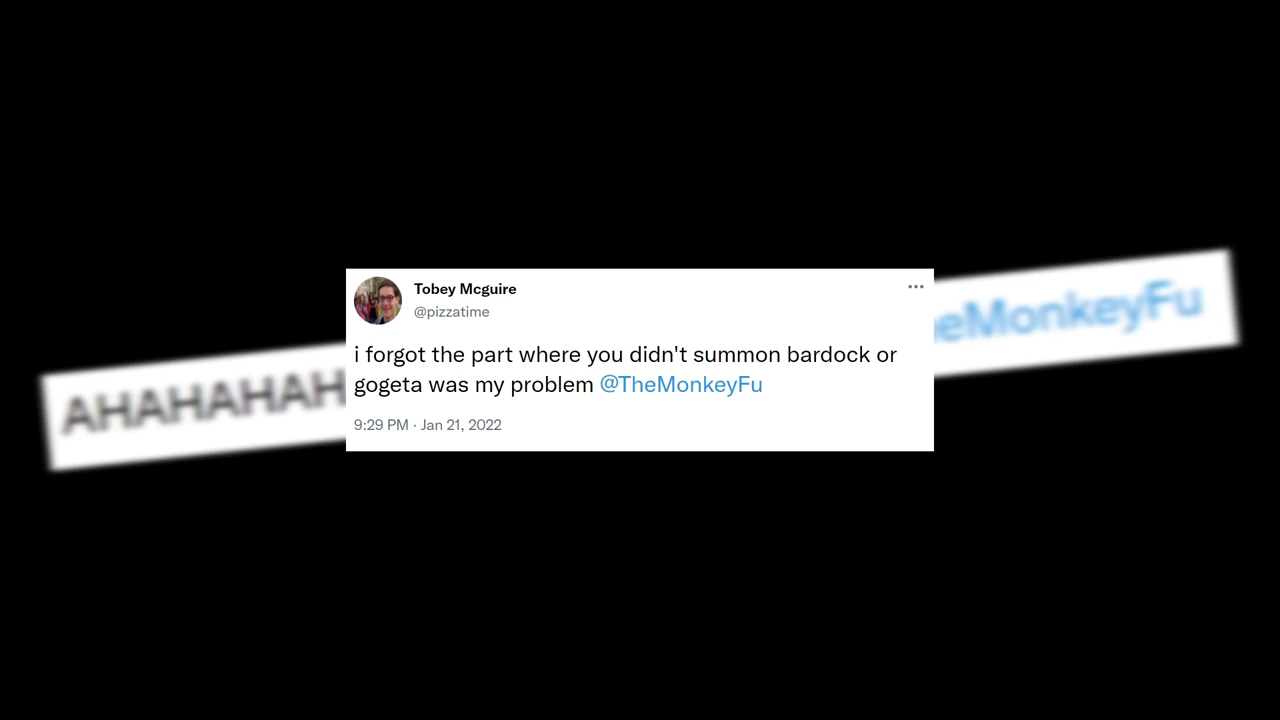 Tobey Mcguire
@pizzatime
i forgot the part where you didn't summon bardock or
gogeta was my problem @TheMonkeyFu
9:29 PM · Jan 21, 2022
AHAHAHAH
eMonkeyFu